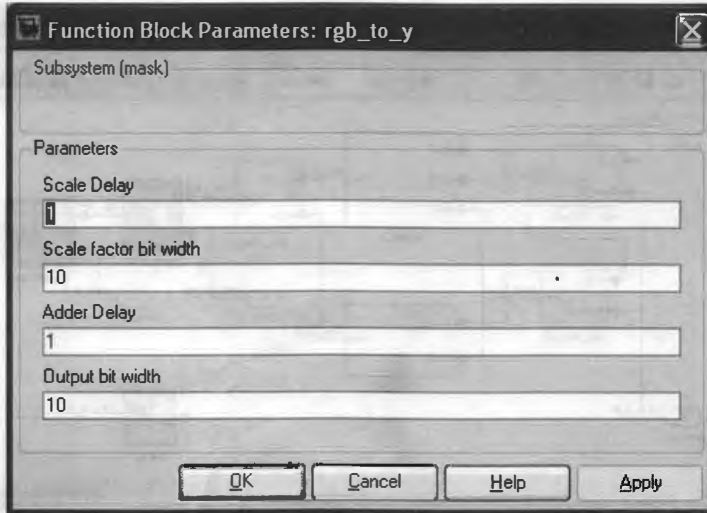 Function Block Parameters: rgb_to_y
Subsystem (mask)
Parameters
Scale Delay
1
Scale factor bit width
10
Adder Delay
1
Output bit width
10
OK Cancel Help Apply